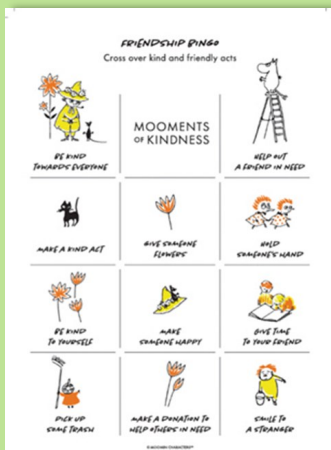 FRIENDSHIP BINGO
Cross over kind and friendly acts
BE KIND
TOWARDS EVERYONE
MOOMENTS
OF KINDNESS
HELP OUT
A FRIEND IN NEED
MAKE A KIND ACT
GIVE SOMEONE
FLOWERS
HOLD
SOMEONE'S HAND
BE KIND
TO YOURSELF
MAKE
SOMEONE HAPPY
GIVE TIME
TO YOUR FRIEND
PICK UP
SOME TRASH
MAKE A DONATION TO
HELP OTHERS IN NEED
SMILE TO
A STRANGER
© MOOMIN CHARACTERS™